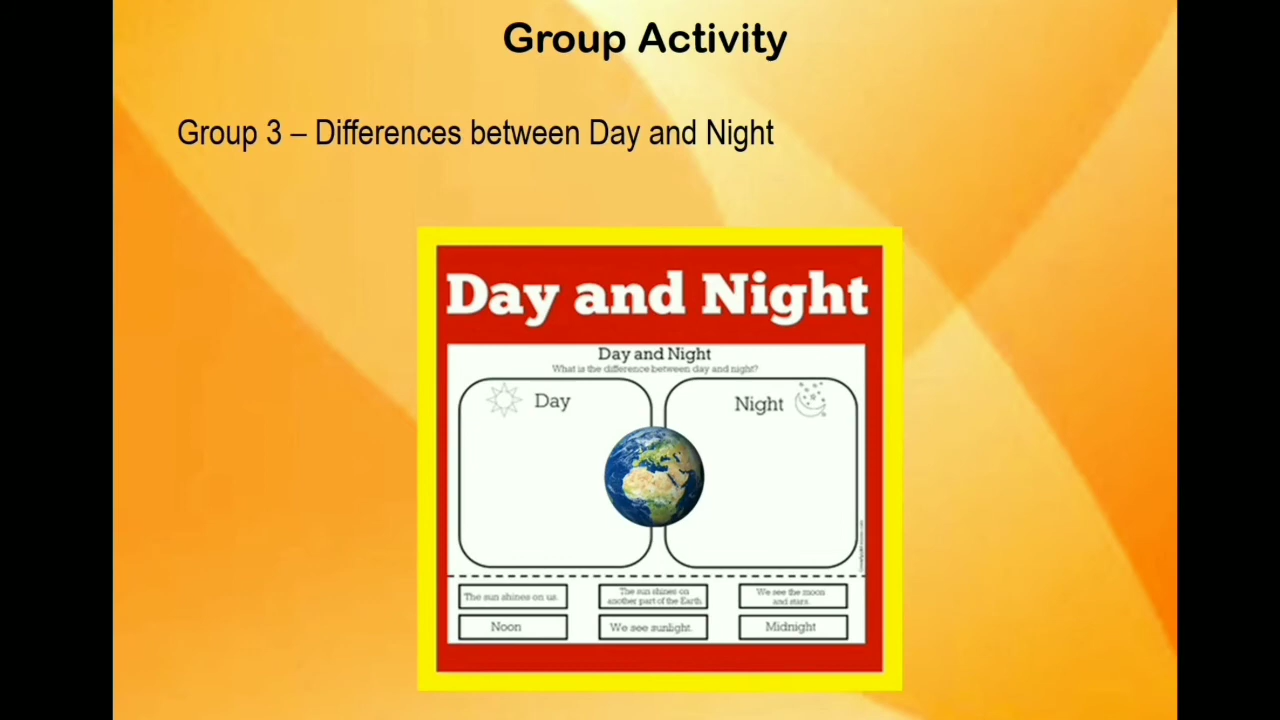 Group Activity
Group 3 – Differences between Day and Night
Day and Night
Day and Night
What is the difference between day and night?
Day
Night
The sun shines on us.
The sun shines on
another part of the Earth.
We see the moon
and stars.
Noon
We see sunlight.
Midnight